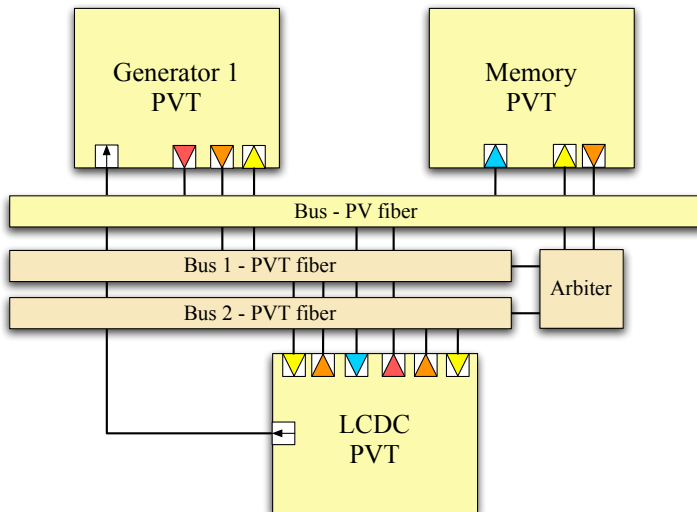 Generator 1
PVT
Memory
PVT
Bus - PV fiber
Bus 1 - PVT fiber
Arbiter
Bus 2 - PVT fiber
LCDC
PVT